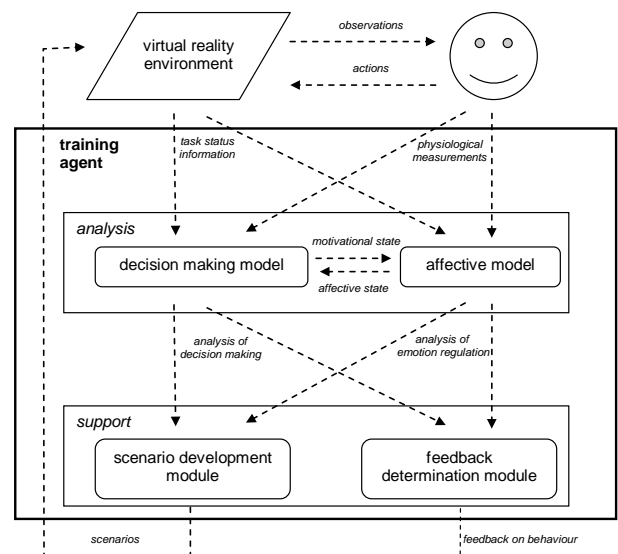 virtual reality
environment
observations
actions
training
agent
task status
information
physiological
measurements
analysis
decision making model
motivational state
affective state
affective model
analysis of
decision making
analysis of
emotion regulation
support
scenario development
module
feedback
determination module
scenarios
feedback on behaviour